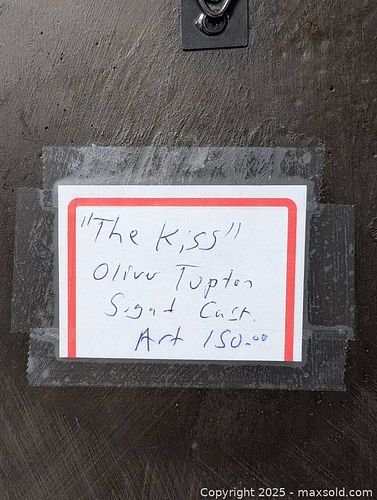 "The Kiss"
Oliver Tupton
Signd Cast.
Art 150.00
Copyright © 2025 - maxsold.com